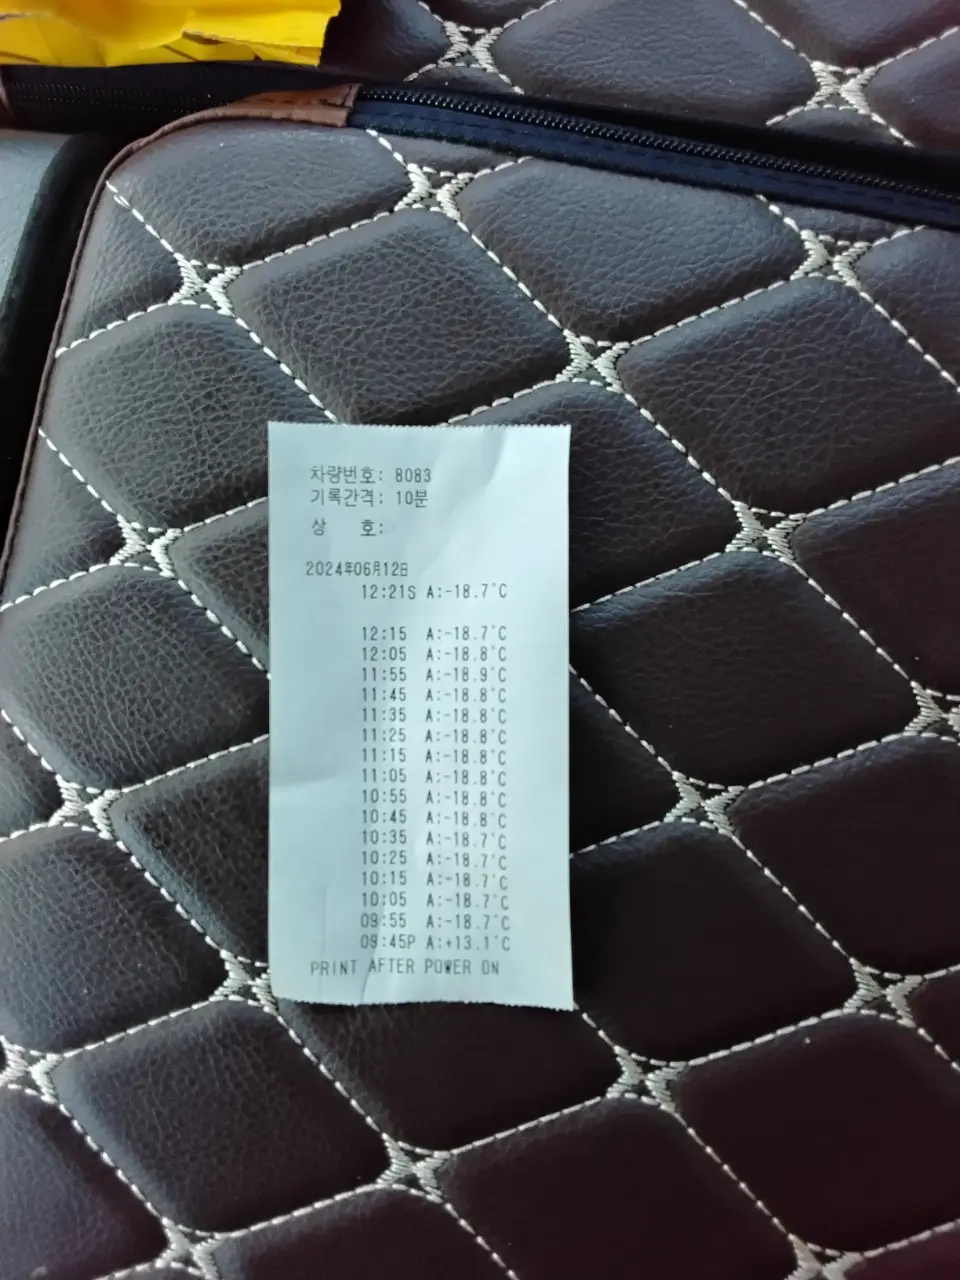 차량번호: 8083
기록간격: 10분
상 호:
2024年06月12日
12:21S A:-18.7°C
12:15 A:-18.7°C
12:05 A:-18.8°C
11:55 A:-18.9°C
11:45 A:-18.8°C
11:35 A:-18.8°C
11:25 A:-18.8°C
11:15 A:-18.8°C
11:05 A:-18.8°C
10:55 A:-18.8°C
10:45 A:-18.8°C
10:35 A:-18.7°C
10:25 A:-18.7°C
10:15 A:-18.7°C
10:05 A:-18.7°C
09:55 A:-18.7°C
09:45P A:+13.1°C
PRINT AFTER POWER ON